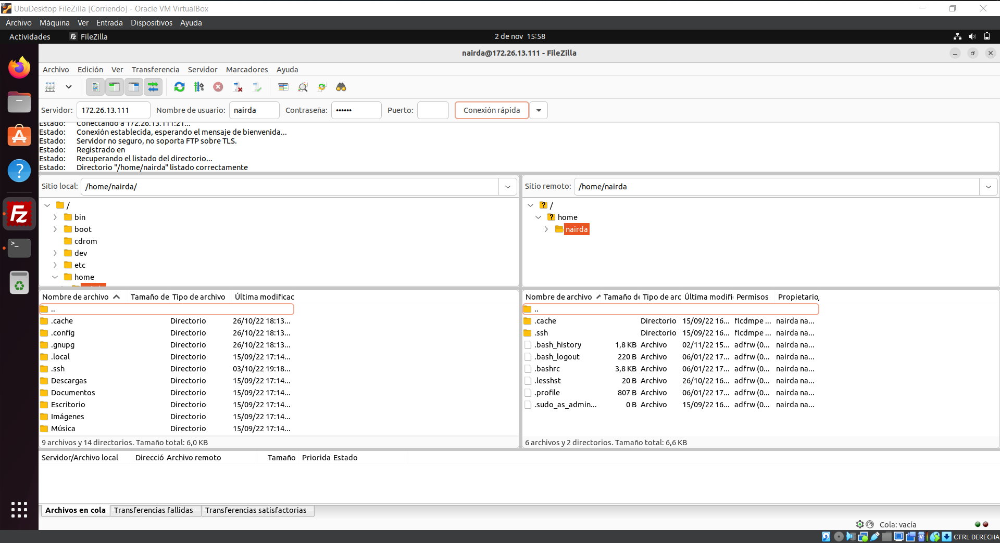 UbuDesktop FileZilla [Corriendo] - Oracle VM VirtualBox
Archivo Máquina Ver Entrada Dispositivos Ayuda
Actividades FileZilla 2 de nov 15:58
nairda@172.26.13.111 - FileZilla
Archivo Edición Ver Transferencia Servidor Marcadores Ayuda
Servidor: 172.26.13.111 Nombre de usuario: nairda Contraseña: •••••• Puerto: Conexión rápida
Estado: Conectando a 172.26.13.111:21...
Estado: Conexión establecida, esperando el mensaje de bienvenida...
Estado: Servidor no seguro, no soporta FTP sobre TLS.
Estado: Registrado en
Estado: Recuperando el listado del directorio...
Estado: Directorio "/home/nairda" listado correctamente
Sitio local: /home/nairda/
/
bin
boot
cdrom
dev
etc
home
Nombre de archivo Tamaño de Tipo de archivo Última modificac
..
.cache Directorio 26/10/22 18:13...
.config Directorio 26/10/22 18:13...
.gnupg Directorio 26/10/22 18:13...
.local Directorio 15/09/22 17:14...
.ssh Directorio 03/10/22 19:18...
Descargas Directorio 15/09/22 17:14...
Documentos Directorio 15/09/22 17:14...
Escritorio Directorio 15/09/22 17:14...
Imágenes Directorio 15/09/22 17:14...
Música Directorio 15/09/22 17:14...
9 archivos y 14 directorios. Tamaño total: 6,0 KB
Sitio remoto: /home/nairda
/
home
nairda
Nombre de archivo Tamaño de Tipo de arc Última modifi Permisos Propietario/
..
.cache Directorio 15/09/22 16... flcdmpe ... nairda na...
.ssh Directorio 15/09/22 16... flcdmpe ... nairda na...
.bash_history 1,8 KB Archivo 02/11/22 15... adfrw (0... nairda na...
.bash_logout 220 B Archivo 06/01/22 17... adfrw (0... nairda na...
.bashrc 3,8 KB Archivo 06/01/22 17... adfrw (0... nairda na...
.lesshst 20 B Archivo 26/10/22 16... adfrw (0... nairda na...
.profile 807 B Archivo 06/01/22 17... adfrw (0... nairda na...
.sudo_as_admin... 0 B Archivo 15/09/22 16... adfrw (0... nairda na...
6 archivos y 2 directorios. Tamaño total: 6,6 KB
Servidor/Archivo local Direcció Archivo remoto Tamaño Priorida Estado
Archivos en cola Transferencias fallidas Transferencias satisfactorias
Cola: vacía
CTRL DERECHA